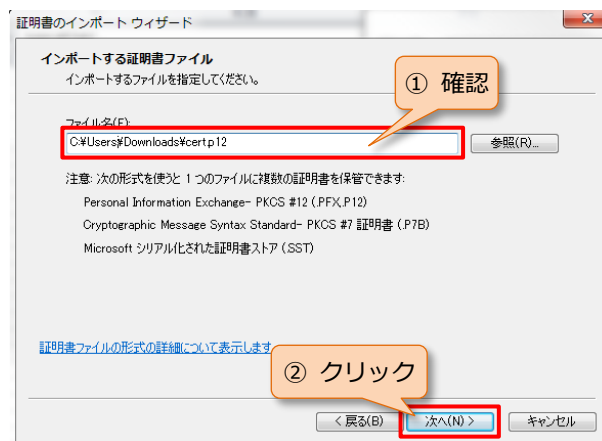 証明書のインポート ウィザード
インポートする証明書ファイル
インポートするファイルを指定してください。
① 確認
ファイル名(F):
C:¥Users¥Downloads¥cert.p12
参照(R)...
注意: 次の形式を使うと 1 つのファイルに複数の証明書を保管できます:
Personal Information Exchange- PKCS #12 (.PFX,.P12)
Cryptographic Message Syntax Standard- PKCS #7 証明書 (.P7B)
Microsoft シリアル化された証明書ストア (.SST)
証明書ファイルの形式の詳細について表示します
② クリック
< 戻る(B)
次へ(N) >
キャンセル